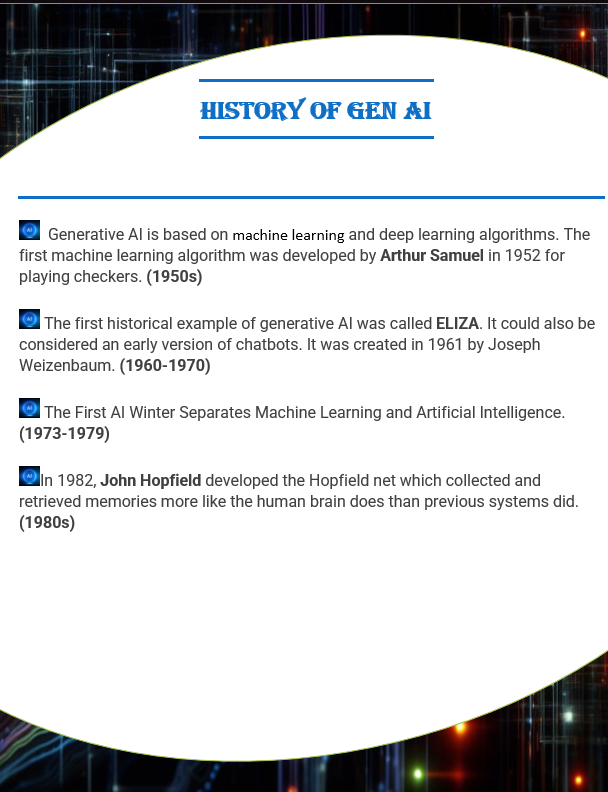 HISTORY OF GEN AI
Generative AI is based on machine learning and deep learning algorithms. The
first machine learning algorithm was developed by Arthur Samuel in 1952 for
playing checkers. (1950s)
The first historical example of generative AI was called ELIZA. It could also be
considered an early version of chatbots. It was created in 1961 by Joseph
Weizenbaum. (1960-1970)
The First AI Winter Separates Machine Learning and Artificial Intelligence.
(1973-1979)
In 1982, John Hopfield developed the Hopfield net which collected and
retrieved memories more like the human brain does than previous systems did.
(1980s)